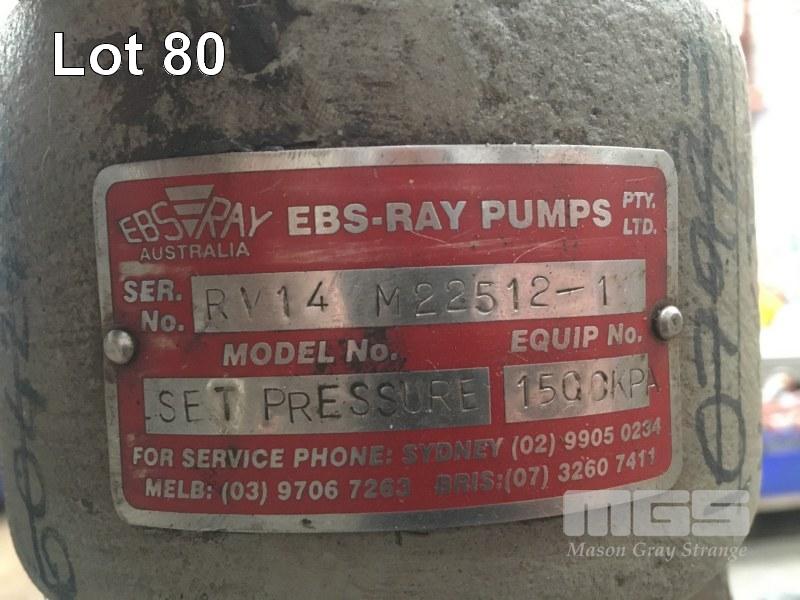 Lot 80
EBS RAY
AUSTRALIA
EBS-RAY PUMPS PTY. LTD.
SER. No. RV14 M22512-1
MODEL No. EQUIP No.
SET PRESSURE 1500KPA
FOR SERVICE PHONE: SYDNEY (02) 9905 0234
MELB: (03) 9706 7263 BRIS:(07) 3260 7411
MGS
Mason Gray Strange